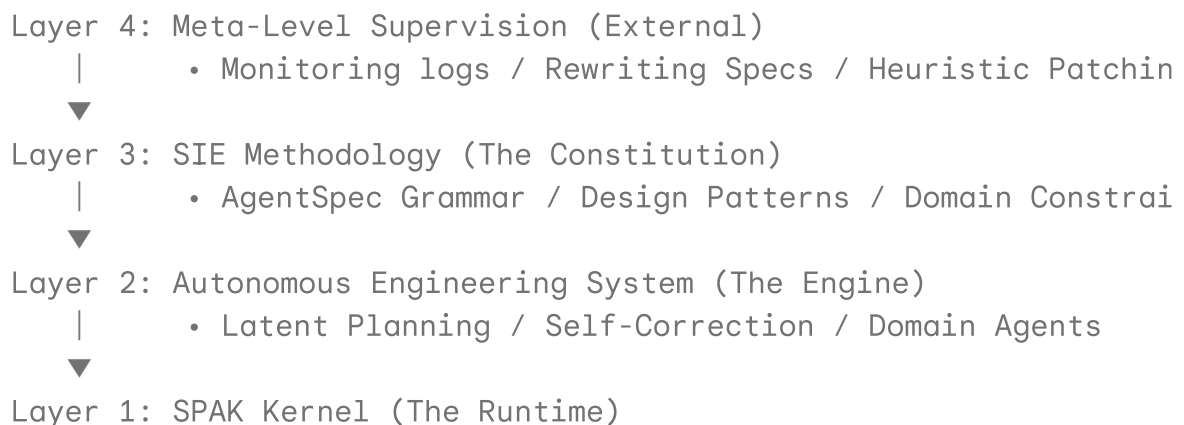 Layer 4: Meta-Level Supervision (External)
│ • Monitoring logs / Rewriting Specs / Heuristic Patchin
▼
Layer 3: SIE Methodology (The Constitution)
│ • AgentSpec Grammar / Design Patterns / Domain Constrai
▼
Layer 2: Autonomous Engineering System (The Engine)
│ • Latent Planning / Self-Correction / Domain Agents
▼
Layer 1: SPAK Kernel (The Runtime)